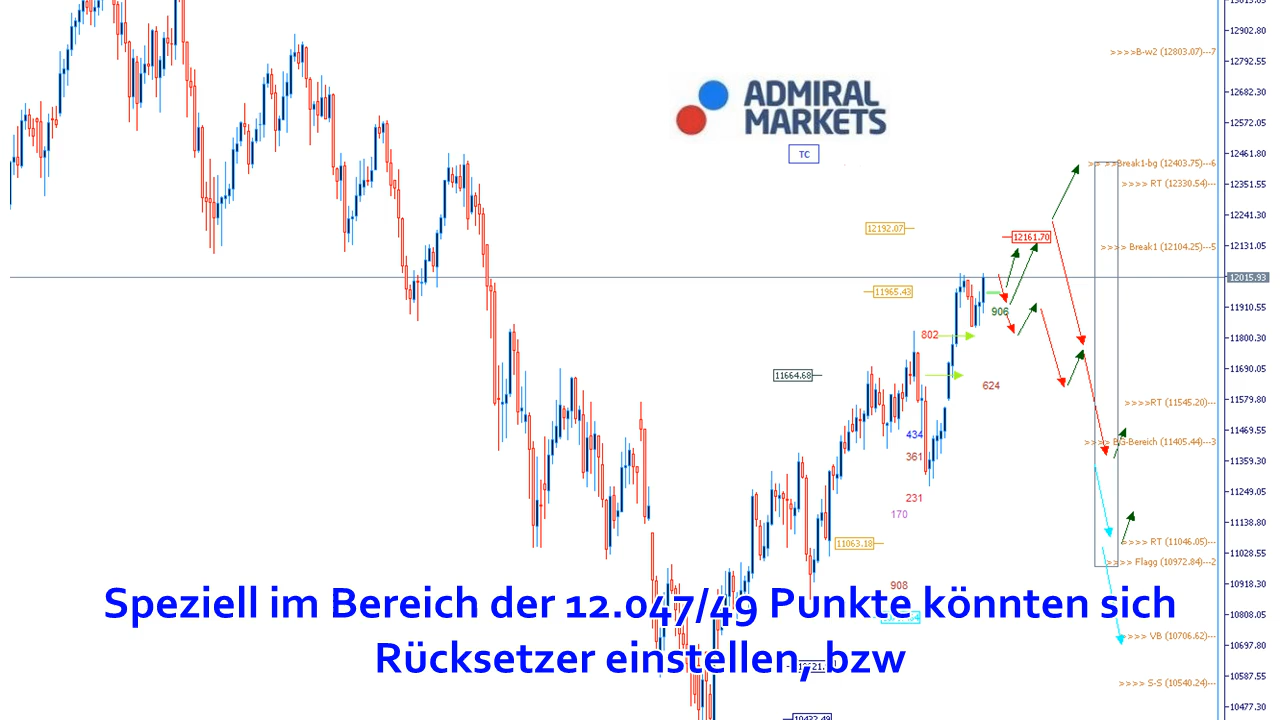 13013.05
12902.80
>>>>B-w2 (12803.07)---7
12792.55
ADMIRAL
MARKETS
12682.30
12572.05
TC
12461.80
>> >>Break1-bg (12403.75)---6
12351.55
>>>> RT (12330.54)---
12241.30
12192.07
12161.70
12131.05
>>>> Break1 (12104.25)---5
12015.93
11965.43
906
11910.55
802
11800.30
11664.68
624
11690.05
11579.80
>>>>RT (11545.20)---
11469.55
434
>>>> BG-Bereich (11405.44)---3
361
11359.30
231
11249.05
170
11138.80
11063.18
>>>> RT (11046.05)---
11028.55
>>>> Flagg (10972.84)---2
908
10918.30
Speziell im Bereich der 12.047/49 Punkte könnten sich
10808.05
Rücksetzer einstellen, bzw
>>>> VB (10706.62)---
10697.80
>>>> S-S (10540.24)---
10587.55
10477.30
10432.49